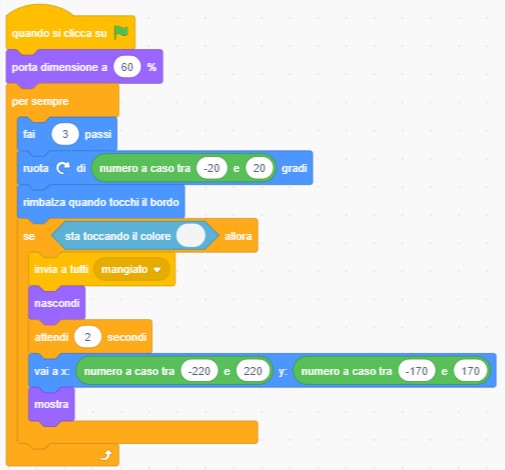 quando si clicca su
porta dimensione a 60 %
per sempre
fai 3 passi
ruota di numero a caso tra -20 e 20 gradi
rimbalza quando tocchi il bordo
se sta toccando il colore allora
invia a tutti mangiato
nascondi
attendi 2 secondi
vai a x: numero a caso tra -220 e 220 y: numero a caso tra -170 e 170
mostra